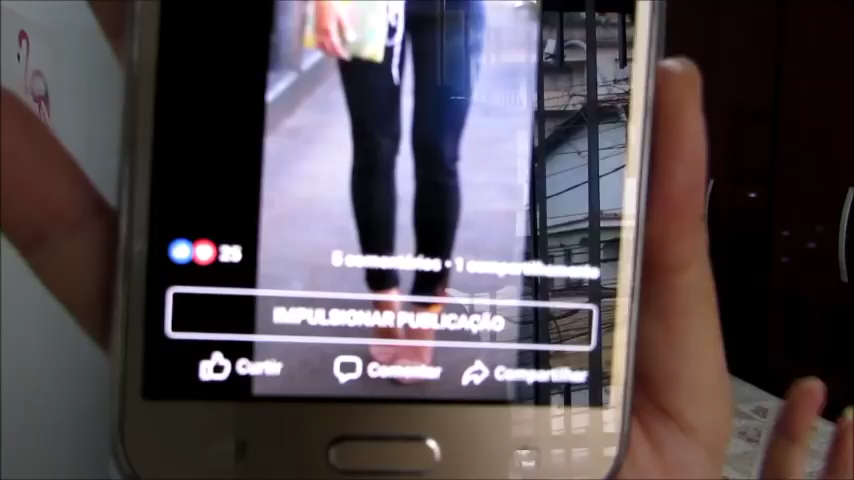 25
5 comentários • 1 compartilhamento
IMPULSIONAR PUBLICAÇÃO
Curtir Comentar Compartilhar